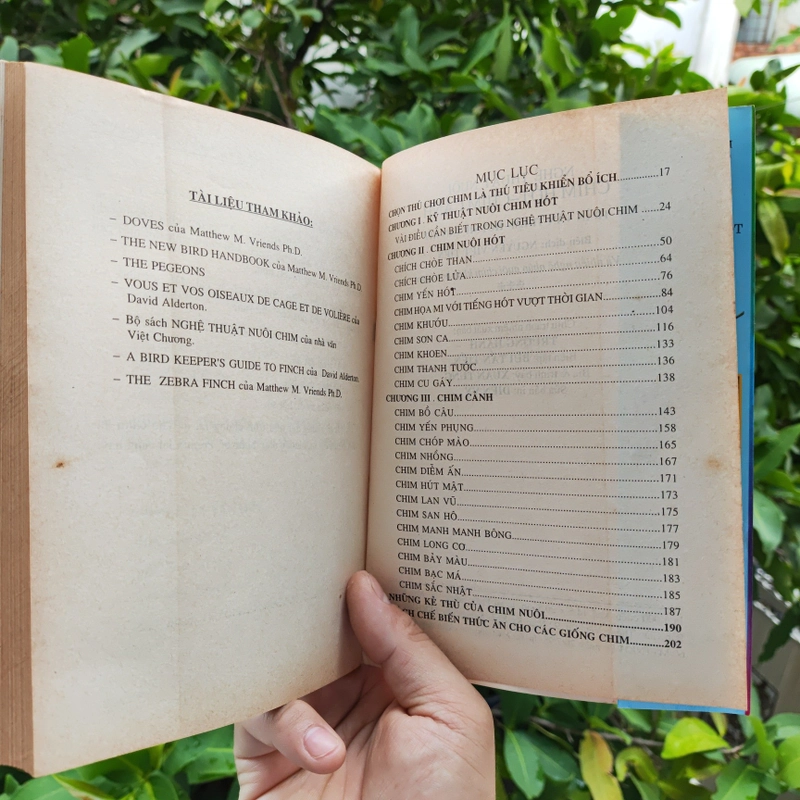 TÀI LIỆU THAM KHẢO:
– DOVES của Matthew M. Vriends Ph.D.
– THE NEW BIRD HANDBOOK của Matthew M. Vriends Ph.D.
– THE PEGEONS
– VOUS ET VOS OISEAUX DE CAGE ET DE VOLIÈRE của
David Alderton.
– Bộ sách NGHỆ THUẬT NUÔI CHIM của nhà văn
Việt Chương.
– A BIRD KEEPER'S GUIDE TO FINCH của David Alderton.
– THE ZEBRA FINCH của Matthew M. Vriends Ph.D.
MỤC LỤC
CHỌN THÚ CHƠI CHIM LÀ THÚ TIÊU KHIỂN BỔ ÍCH..............17
CHƯƠNG I . KỸ THUẬT NUÔI CHIM HÓT
VÀI ĐIỀU CẦN BIẾT TRONG NGHỆ THUẬT NUÔI CHIM ...24
CHƯƠNG II . CHIM NUÔI HÓT
CHÍCH CHÒE THAN ........50
CHÍCH CHÒE LỬA........64
CHIM YẾN HÓT ........76
CHIM HỌA MI VỚI TIẾNG HÓT VƯỢT THỜI GIAN........84
CHIM KHƯỚU........104
CHIM SƠN CA ........116
CHIM KHOEN ........133
CHIM THANH TƯỚC ........136
CHIM CU GÁY ........138
CHƯƠNG III . CHIM CẢNH
CHIM BỒ CÂU........143
CHIM YẾN PHỤNG ........158
CHIM CHÓP MÀO........165
CHIM NHỒNG ........167
CHIM DIỄM ẤN ........171
CHIM HÚT MẬT........173
CHIM LAN VŨ ........175
CHIM SAN HÔ ........177
CHIM MANH MANH BÔNG........179
CHIM LONG CƠ ........181
CHIM BẢY MÀU........183
CHIM BẠC MÁ........185
CHIM SẮC NHẬT ........187
NHỮNG KẺ THÙ CỦA CHIM NUÔI........190
CHẾ BIẾN THỨC ĂN CHO CÁC GIỐNG CHIM........202